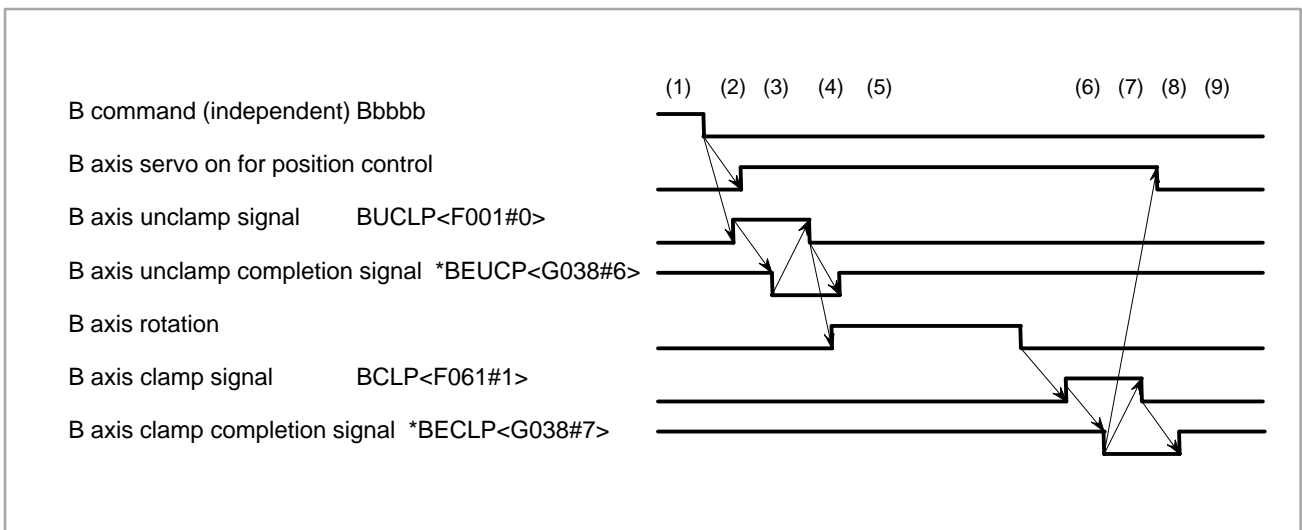 (1) (2) (3) (4) (5) (6) (7) (8) (9)
B command (independent) Bbbbb
B axis servo on for position control
B axis unclamp signal BUCLP<F001#0>
B axis unclamp completion signal *BEUCP<G038#6>
B axis rotation
B axis clamp signal BCLP<F061#1>
B axis clamp completion signal *BECLP<G038#7>